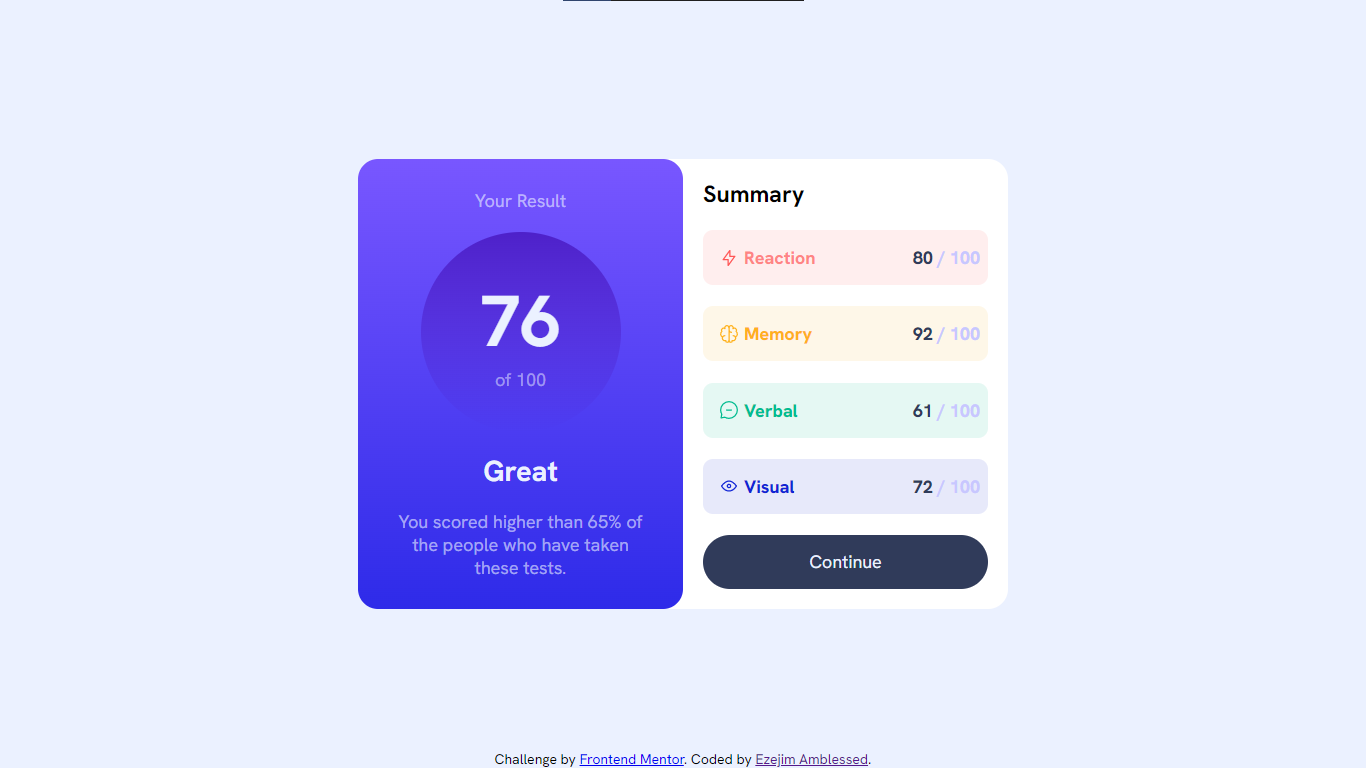 Your Result
76
of 100
Great
You scored higher than 65% of
the people who have taken
these tests.
Summary
Reaction 80 / 100
Memory 92 / 100
Verbal 61 / 100
Visual 72 / 100
Continue
Challenge by Frontend Mentor. Coded by Ezejim Amblessed.